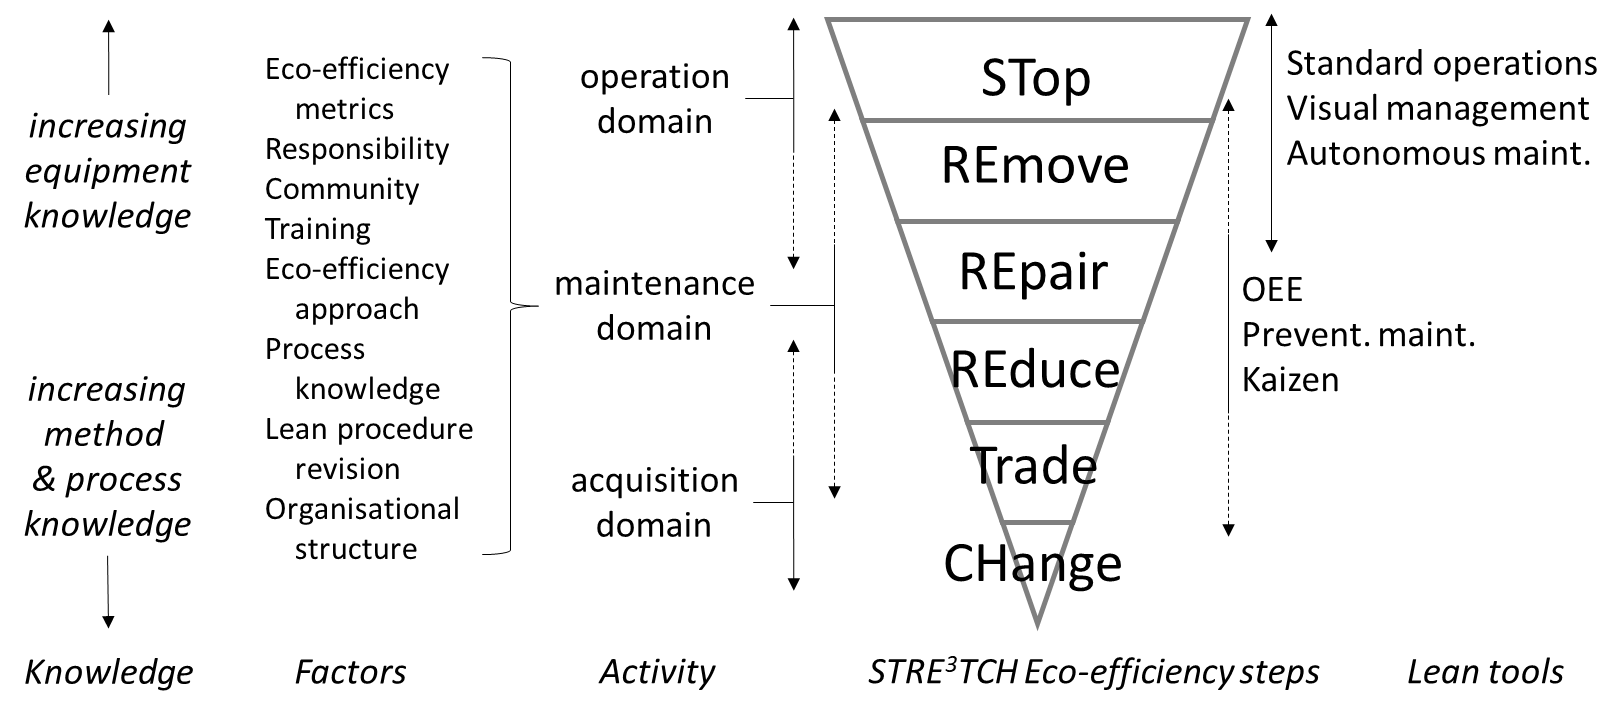 increasing
equipment
knowledge
increasing
method
& process
knowledge
Knowledge
Eco-efficiency
metrics
Responsibility
Community
Training
Eco-efficiency
approach
Process
knowledge
Lean procedure
revision
Organisational
structure
Factors
operation
domain
maintenance
domain
acquisition
domain
Activity
STop
REmove
REpair
REduce
Trade
CHange
STRE³TCH Eco-efficiency steps
Standard operations
Visual management
Autonomous maint.
OEE
Prevent. maint.
Kaizen
Lean tools